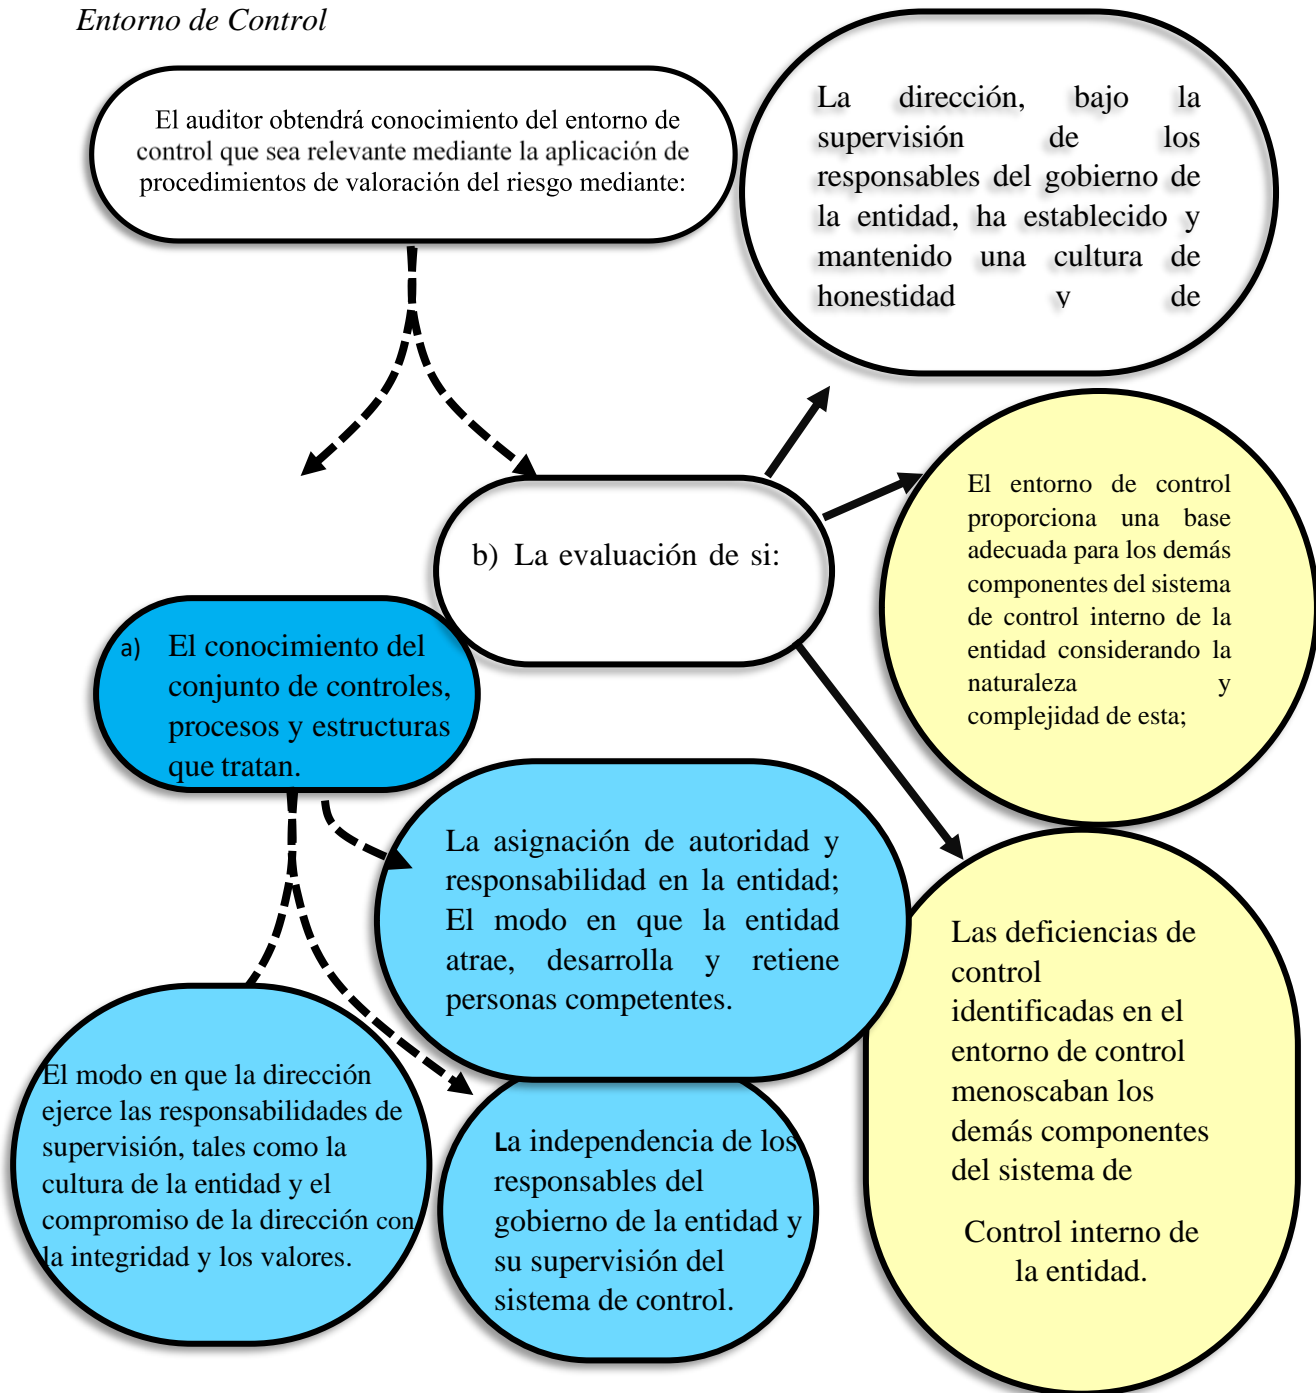 Entorno de Control
El auditor obtendrá conocimiento del entorno de
control que sea relevante mediante la aplicación de
procedimientos de valoración del riesgo mediante:
La dirección, bajo la
supervisión de los
responsables del gobierno de
la entidad, ha establecido y
mantenido una cultura de
honestidad y de
b) La evaluación de si:
El entorno de control
proporciona una base
adecuada para los demás
componentes del sistema
de control interno de la
entidad considerando la
naturaleza y
complejidad de esta;
a) El conocimiento del
conjunto de controles,
procesos y estructuras
que tratan.
La asignación de autoridad y
responsabilidad en la entidad;
El modo en que la entidad
atrae, desarrolla y retiene
personas competentes.
Las deficiencias de
control
identificadas en el
entorno de control
menoscaban los
demás componentes
del sistema de
Control interno de
la entidad.
El modo en que la dirección
ejerce las responsabilidades de
supervisión, tales como la
cultura de la entidad y el
compromiso de la dirección con
la integridad y los valores.
La independencia de los
responsables del
gobierno de la entidad y
su supervisión del
sistema de control.